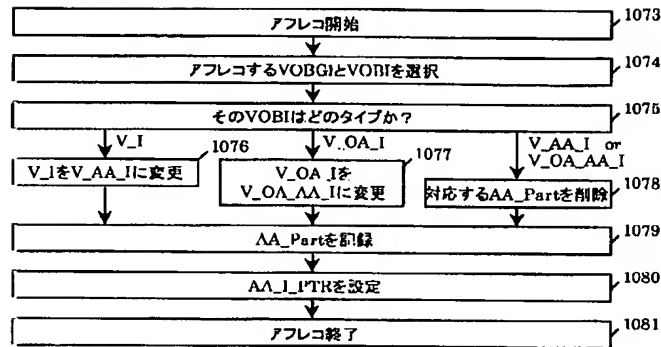 アフレコ開始
1073
アフレコするVOBGIとVOBIを選択
1074
そのVOBIはどのタイプか？
1075
V_I
1076
V_OA_I
1077
V_AA_I or
V_OA_AA_I
1078
V_IをV_AA_Iに変更
V_OA_Iを
V_OA_AA_Iに変更
対応するAA_Partを削除
AA_Partを記録
1079
AA_I_PTRを設定
1080
アフレコ終了
1081